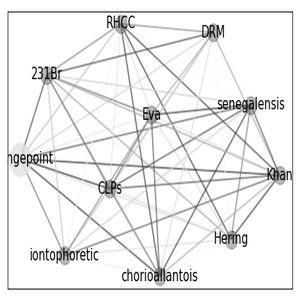 RHCC
DRM
231Br
senegalensis
Eva
ngepoint
Khan
CLPs
Hering
iontophoretic
chorioallantois